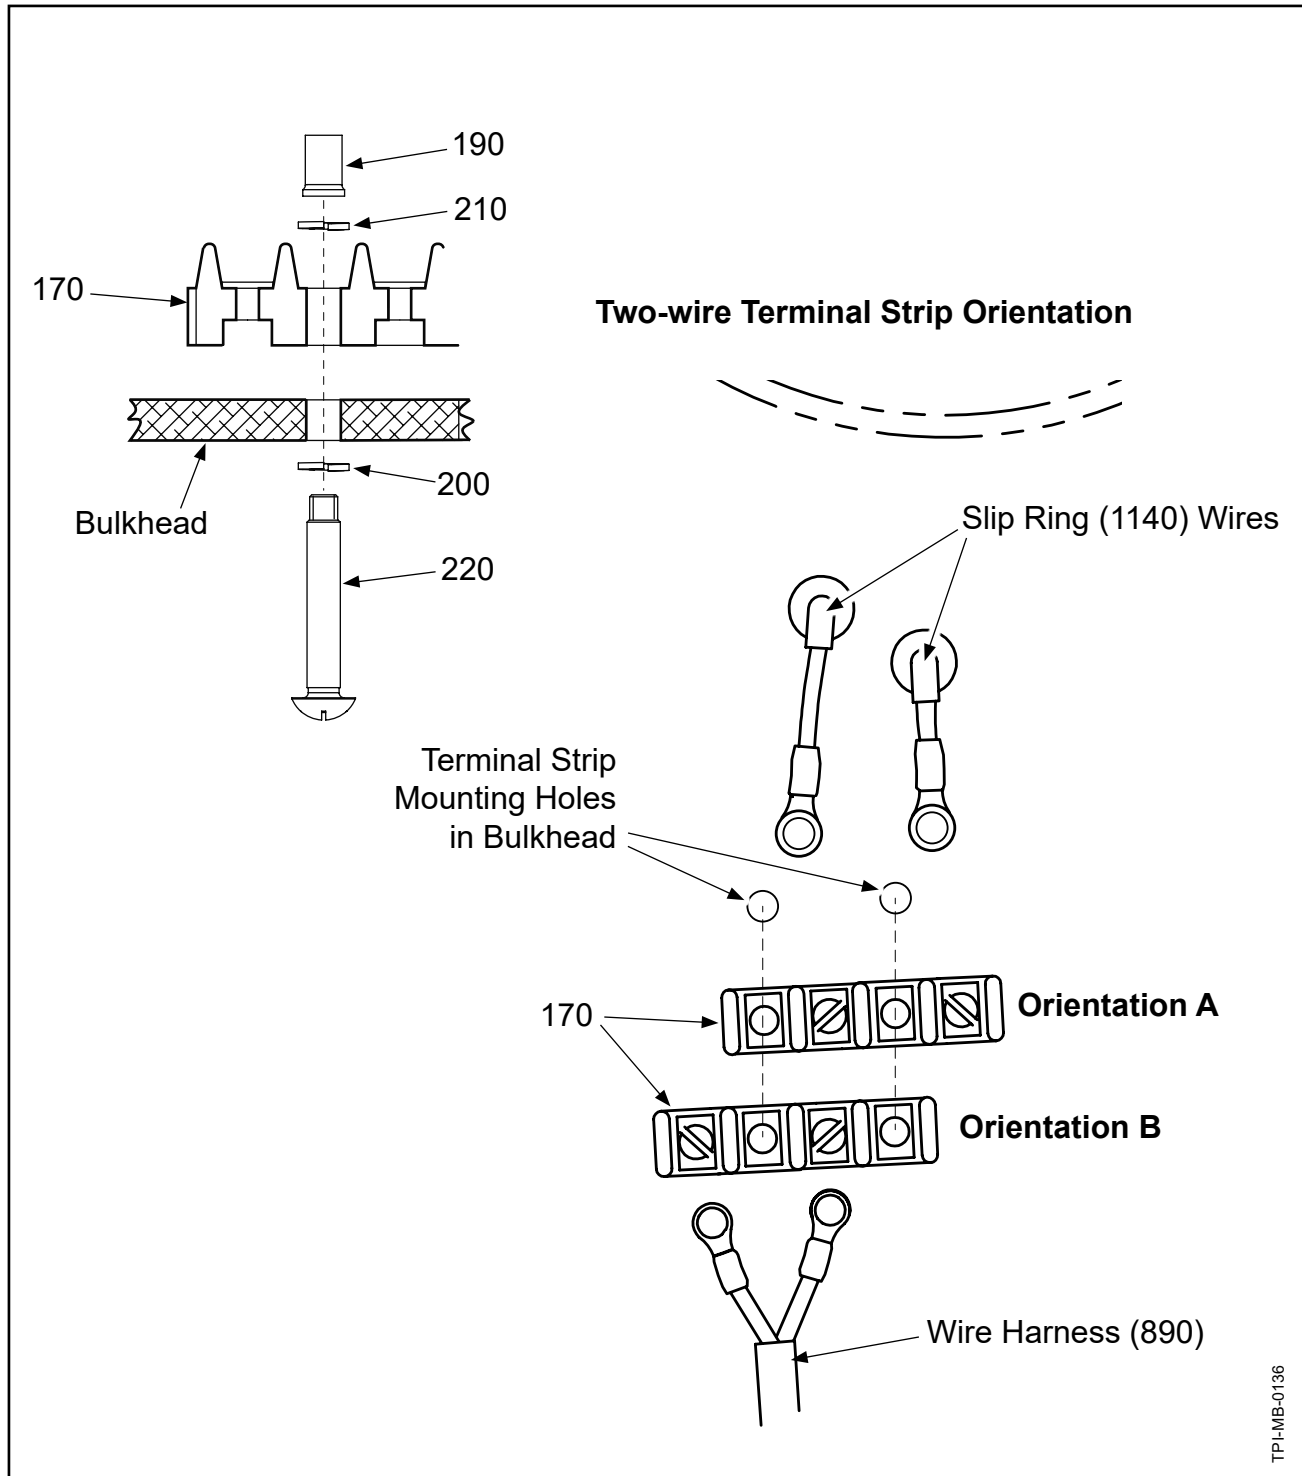 190
210
170
Two-wire Terminal Strip Orientation
200
Bulkhead
Slip Ring (1140) Wires
220
Terminal Strip
Mounting Holes
in Bulkhead
170
Orientation A
Orientation B
Wire Harness (890)
TPI-MB-0136